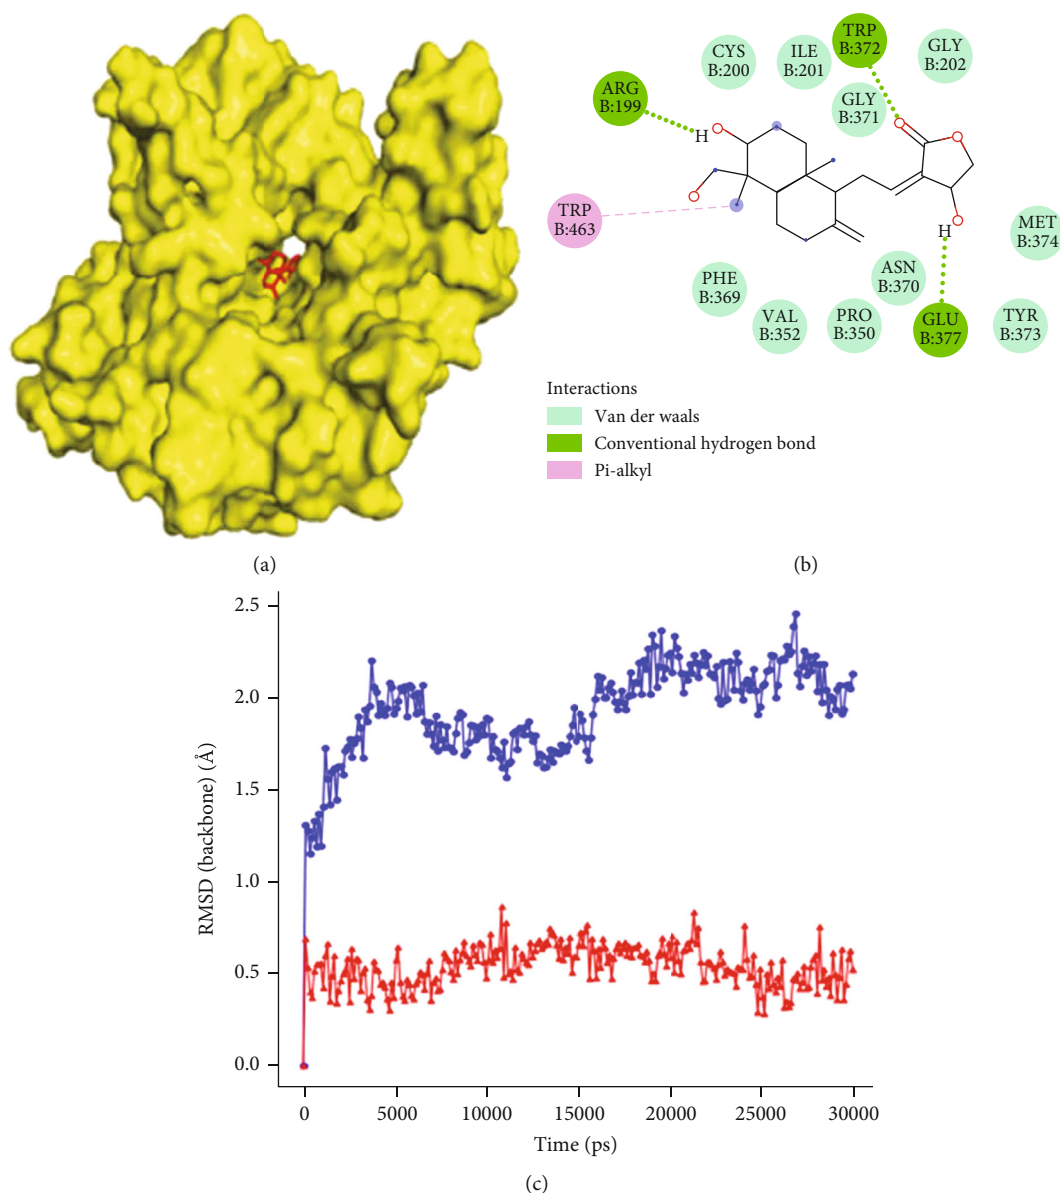 CYS
B:200
ILE
B:201
TRP
B:372
GLY
B:202
ARG
B:199
GLY
B:371
H
TRP
B:463
H
MET
B:374
PHE
B:369
ASN
B:370
VAL
B:352
PRO
B:350
GLU
B:377
TYR
B:373
Interactions
Van der waals
Conventional hydrogen bond
Pi-alkyl
(a)
(b)
RMSD (backbone) (Å)
2.5
2.0
1.5
1.0
0.5
0.0
0 5000 10000 15000 20000 25000 30000
Time (ps)
(c)